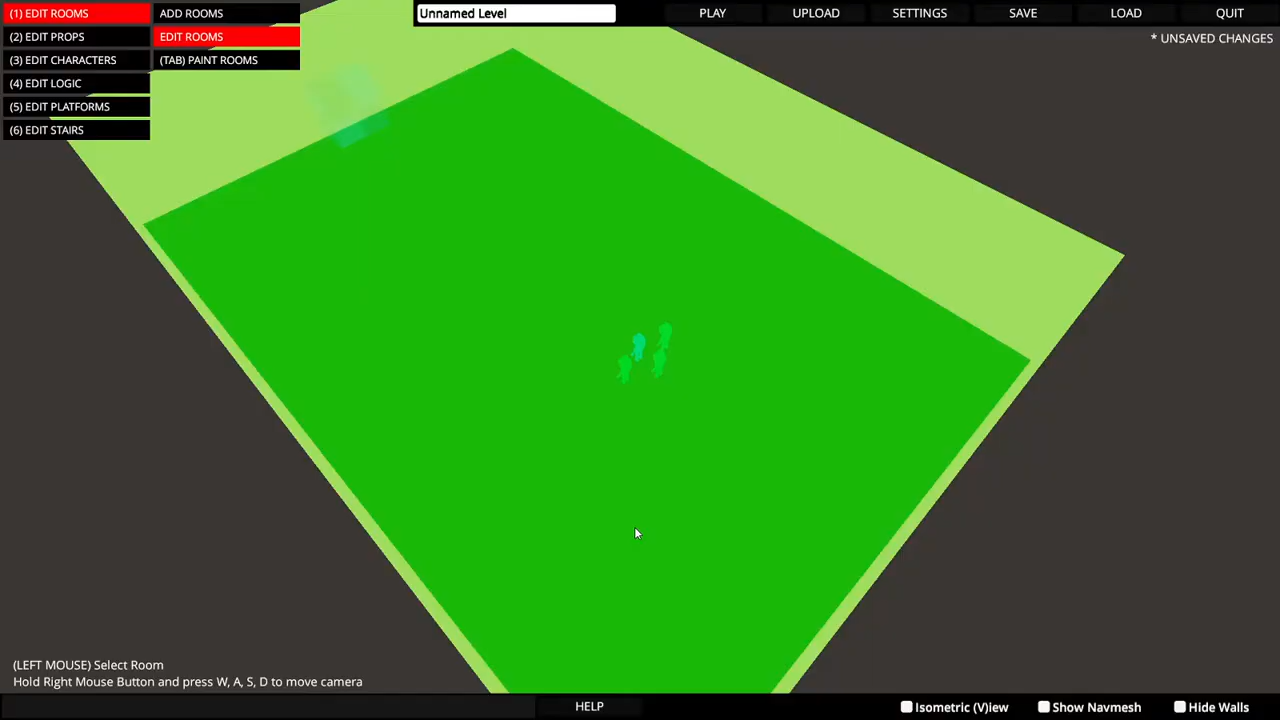 (1) EDIT ROOMS
ADD ROOMS
Unnamed Level
PLAY
UPLOAD
SETTINGS
SAVE
LOAD
QUIT
(2) EDIT PROPS
EDIT ROOMS
* UNSAVED CHANGES
(3) EDIT CHARACTERS
(TAB) PAINT ROOMS
(4) EDIT LOGIC
(5) EDIT PLATFORMS
(6) EDIT STAIRS
(LEFT MOUSE) Select Room
Hold Right Mouse Button and press W, A, S, D to move camera
HELP
Isometric (V)iew
Show Navmesh
Hide Walls